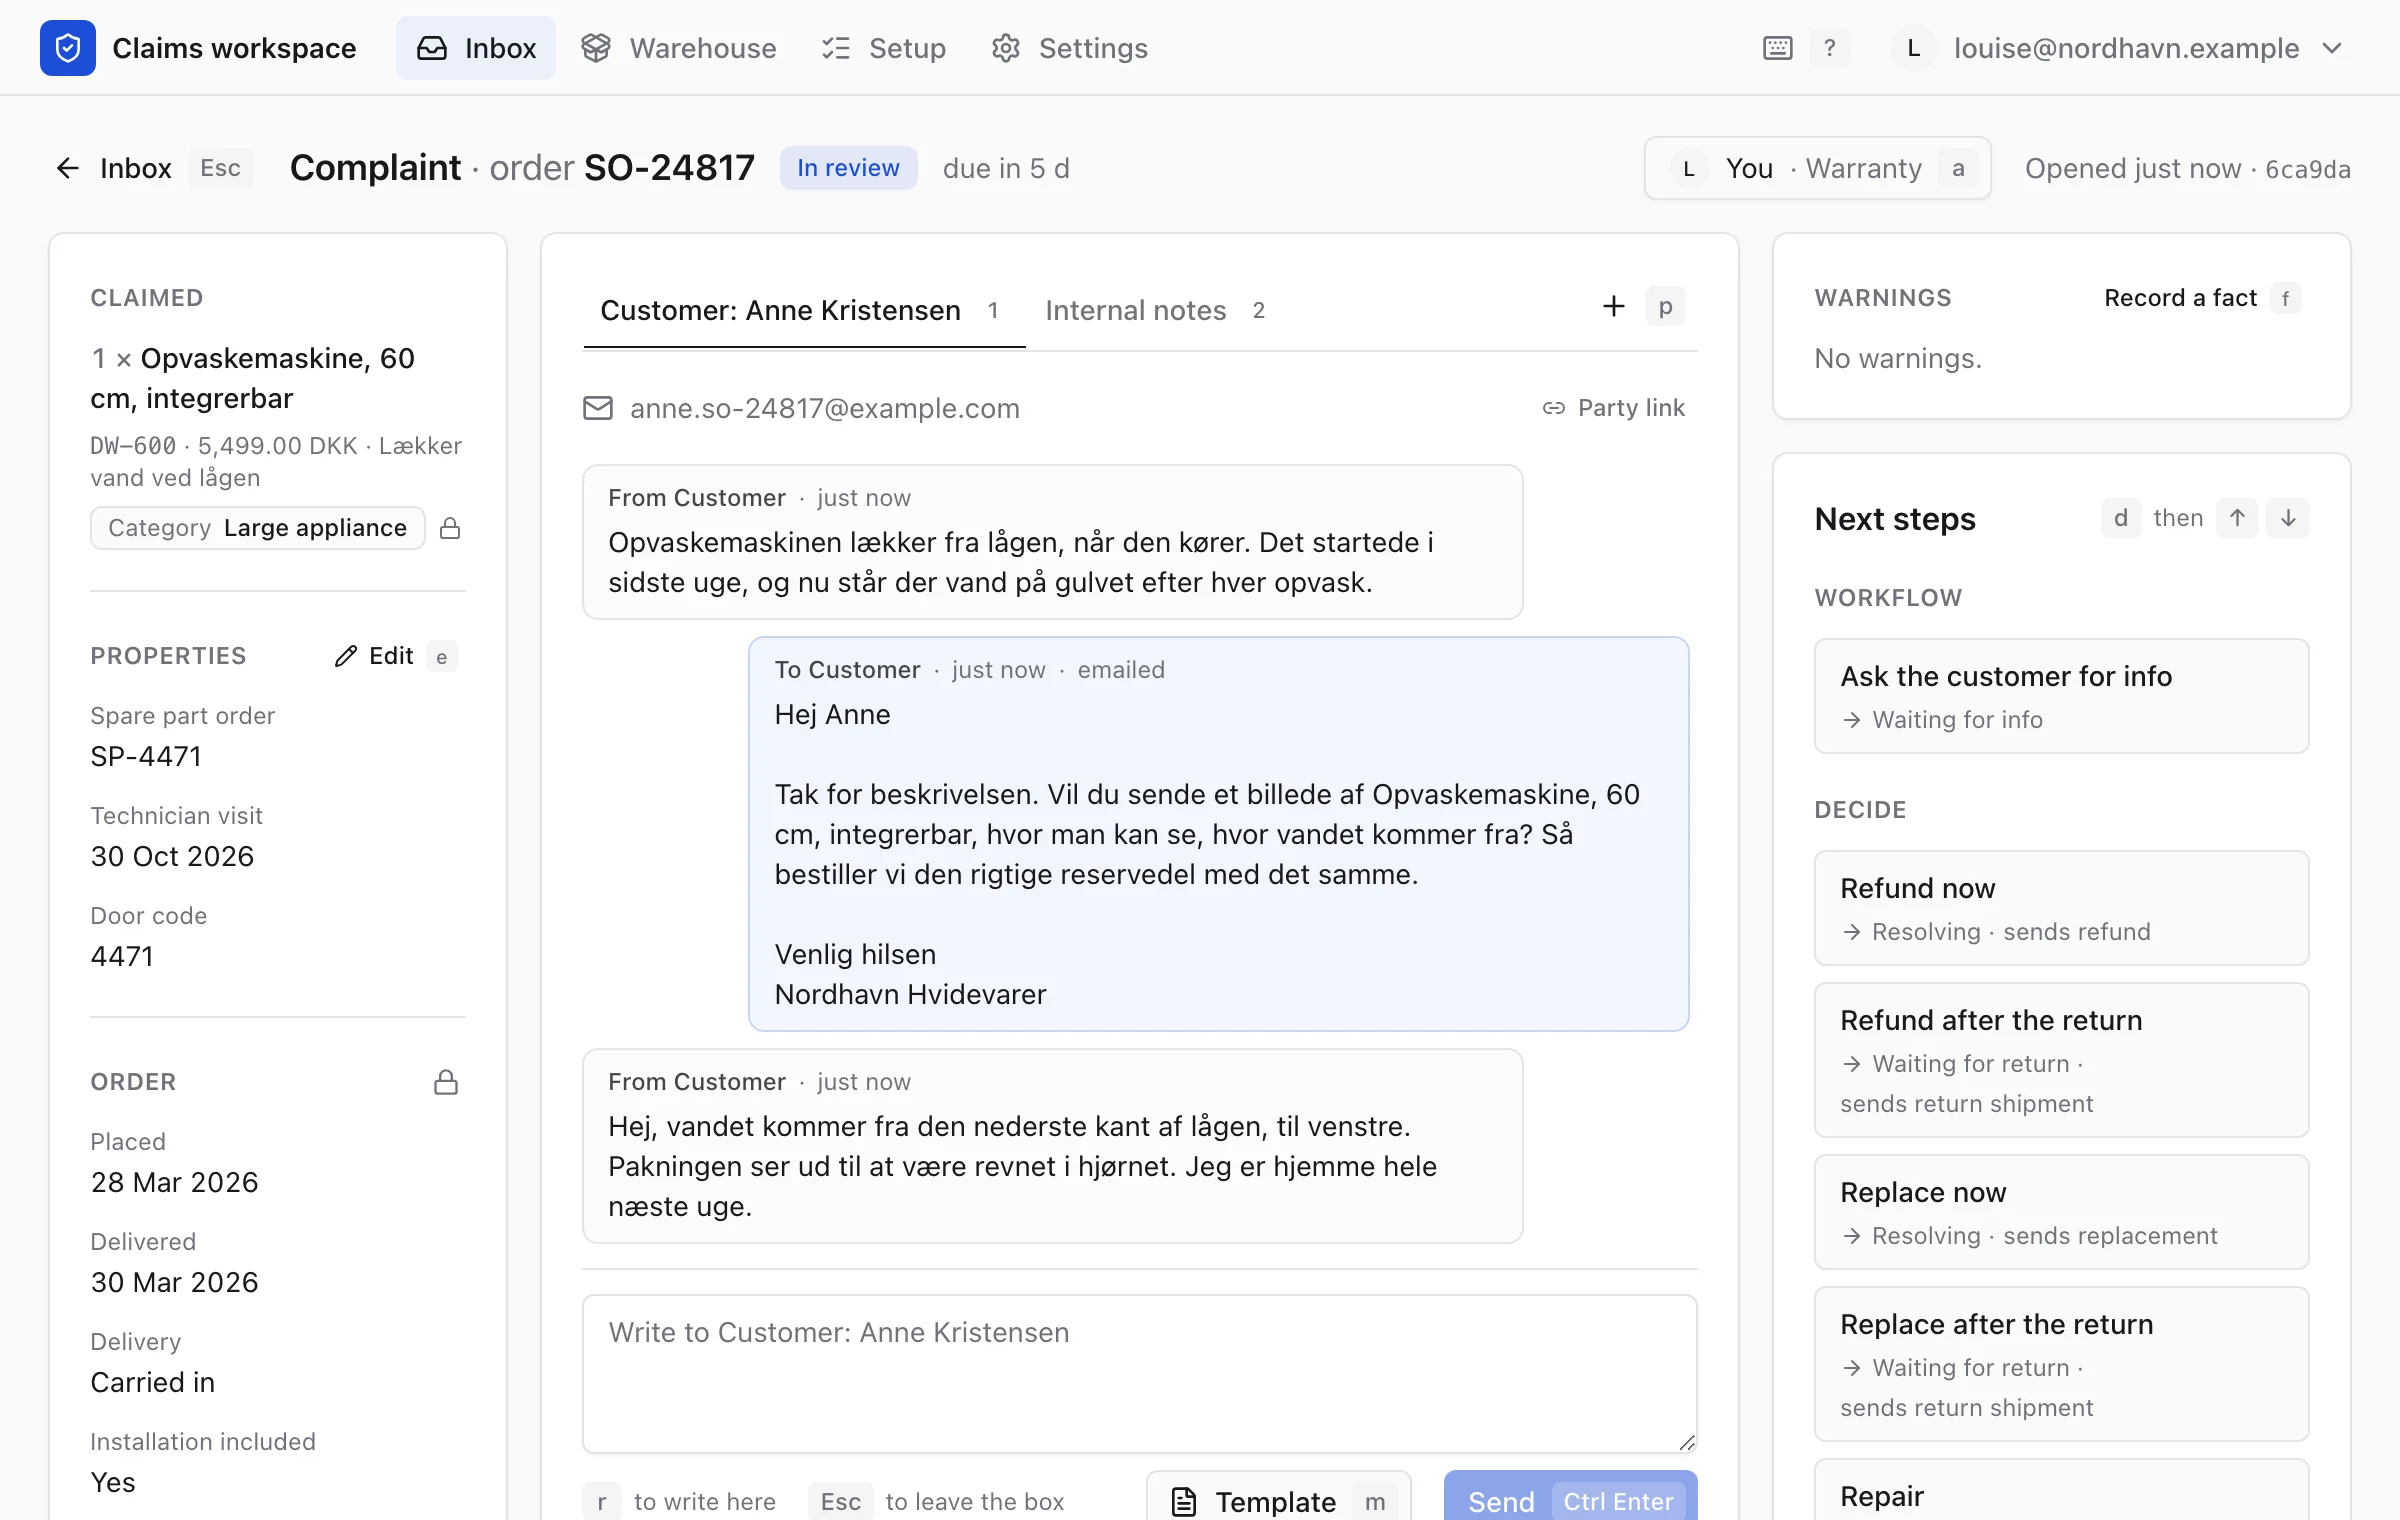 Claims workspace
Inbox
Warehouse
Setup
Settings
?
L
louise@nordhavn.example
Inbox Esc
Complaint · order SO-24817
In review
due in 5 d
L You · Warranty a
Opened just now · 6ca9da
CLAIMED
1 × Opvaskemaskine, 60
cm, integrerbar
DW-600 · 5,499.00 DKK · Lækker
vand ved lågen
Category Large appliance
PROPERTIES
Edit e
Spare part order
SP-4471
Technician visit
30 Oct 2026
Door code
4471
ORDER
Placed
28 Mar 2026
Delivered
30 Mar 2026
Delivery
Carried in
Installation included
Yes
Customer: Anne Kristensen 1
Internal notes 2
+ p
anne.so-24817@example.com
Party link
From Customer · just now
Opvaskemaskinen lækker fra lågen, når den kører. Det startede i
sidste uge, og nu står der vand på gulvet efter hver opvask.
To Customer · just now · emailed
Hej Anne
Tak for beskrivelsen. Vil du sende et billede af Opvaskemaskine, 60
cm, integrerbar, hvor man kan se, hvor vandet kommer fra? Så
bestiller vi den rigtige reservedel med det samme.
Venlig hilsen
Nordhavn Hvidevarer
From Customer · just now
Hej, vandet kommer fra den nederste kant af lågen, til venstre.
Pakningen ser ud til at være revnet i hjørnet. Jeg er hjemme hele
næste uge.
Write to Customer: Anne Kristensen
r to write here Esc to leave the box
Template m
Send Ctrl Enter
WARNINGS
Record a fact f
No warnings.
Next steps
d then ↑ ↓
WORKFLOW
Ask the customer for info
→ Waiting for info
DECIDE
Refund now
→ Resolving · sends refund
Refund after the return
→ Waiting for return ·
sends return shipment
Replace now
→ Resolving · sends replacement
Replace after the return
→ Waiting for return ·
sends return shipment
Repair